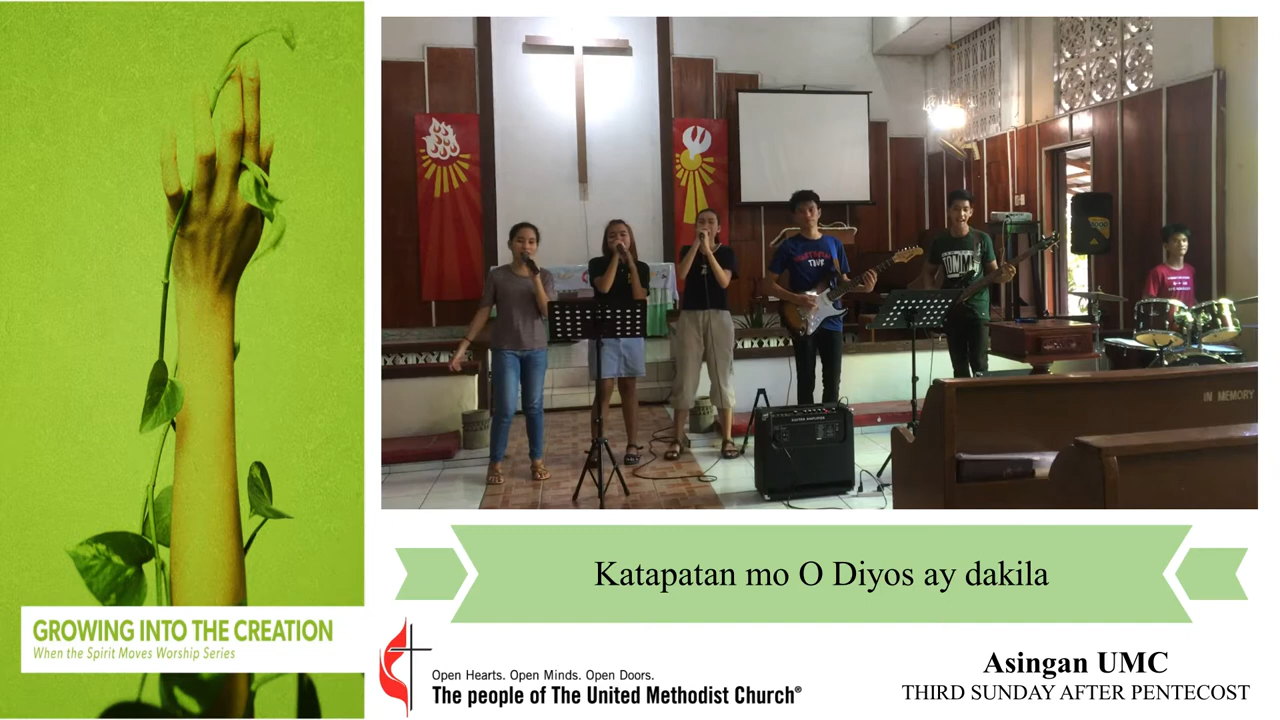 IN MEMORY
Katapatan mo O Diyos ay dakila
GROWING INTO THE CREATION
When the Spirit Moves Worship Series
Open Hearts. Open Minds. Open Doors.
The people of The United Methodist Church®
Asingan UMC
THIRD SUNDAY AFTER PENTECOST